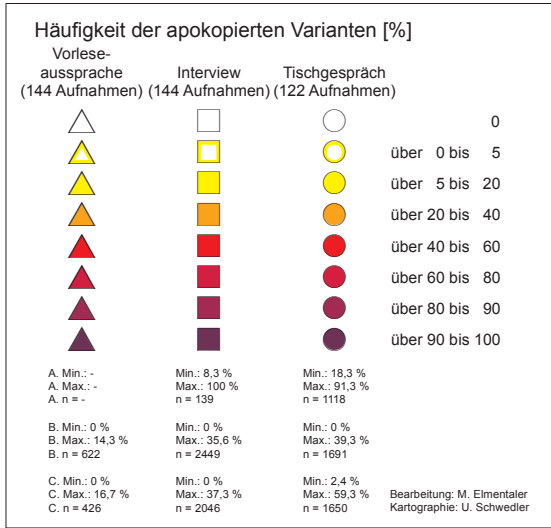 Häufigkeit der apokopierten Varianten [%]
Vorlese-
aussprache Interview Tischgespräch
(144 Aufnahmen) (144 Aufnahmen) (122 Aufnahmen)
0
über 0 bis 5
über 5 bis 20
über 20 bis 40
über 40 bis 60
über 60 bis 80
über 80 bis 90
über 90 bis 100
A. Min.: - Min.: 8,3 % Min.: 18,3 %
A. Max.: - Max.: 100 % Max.: 91,3 %
A. n = - n = 139 n = 1118
B. Min.: 0 % Min.: 0 % Min.: 0 %
B. Max.: 14,3 % Max.: 35,6 % Max.: 39,3 %
B. n = 622 n = 2449 n = 1691
C. Min.: 0 % Min.: 0 % Min.: 2,4 %
C. Max.: 16,7 % Max.: 37,3 % Max.: 59,3 % Bearbeitung: M. Elmentaler
C. n = 426 n = 2046 n = 1650 Kartographie: U. Schwedler